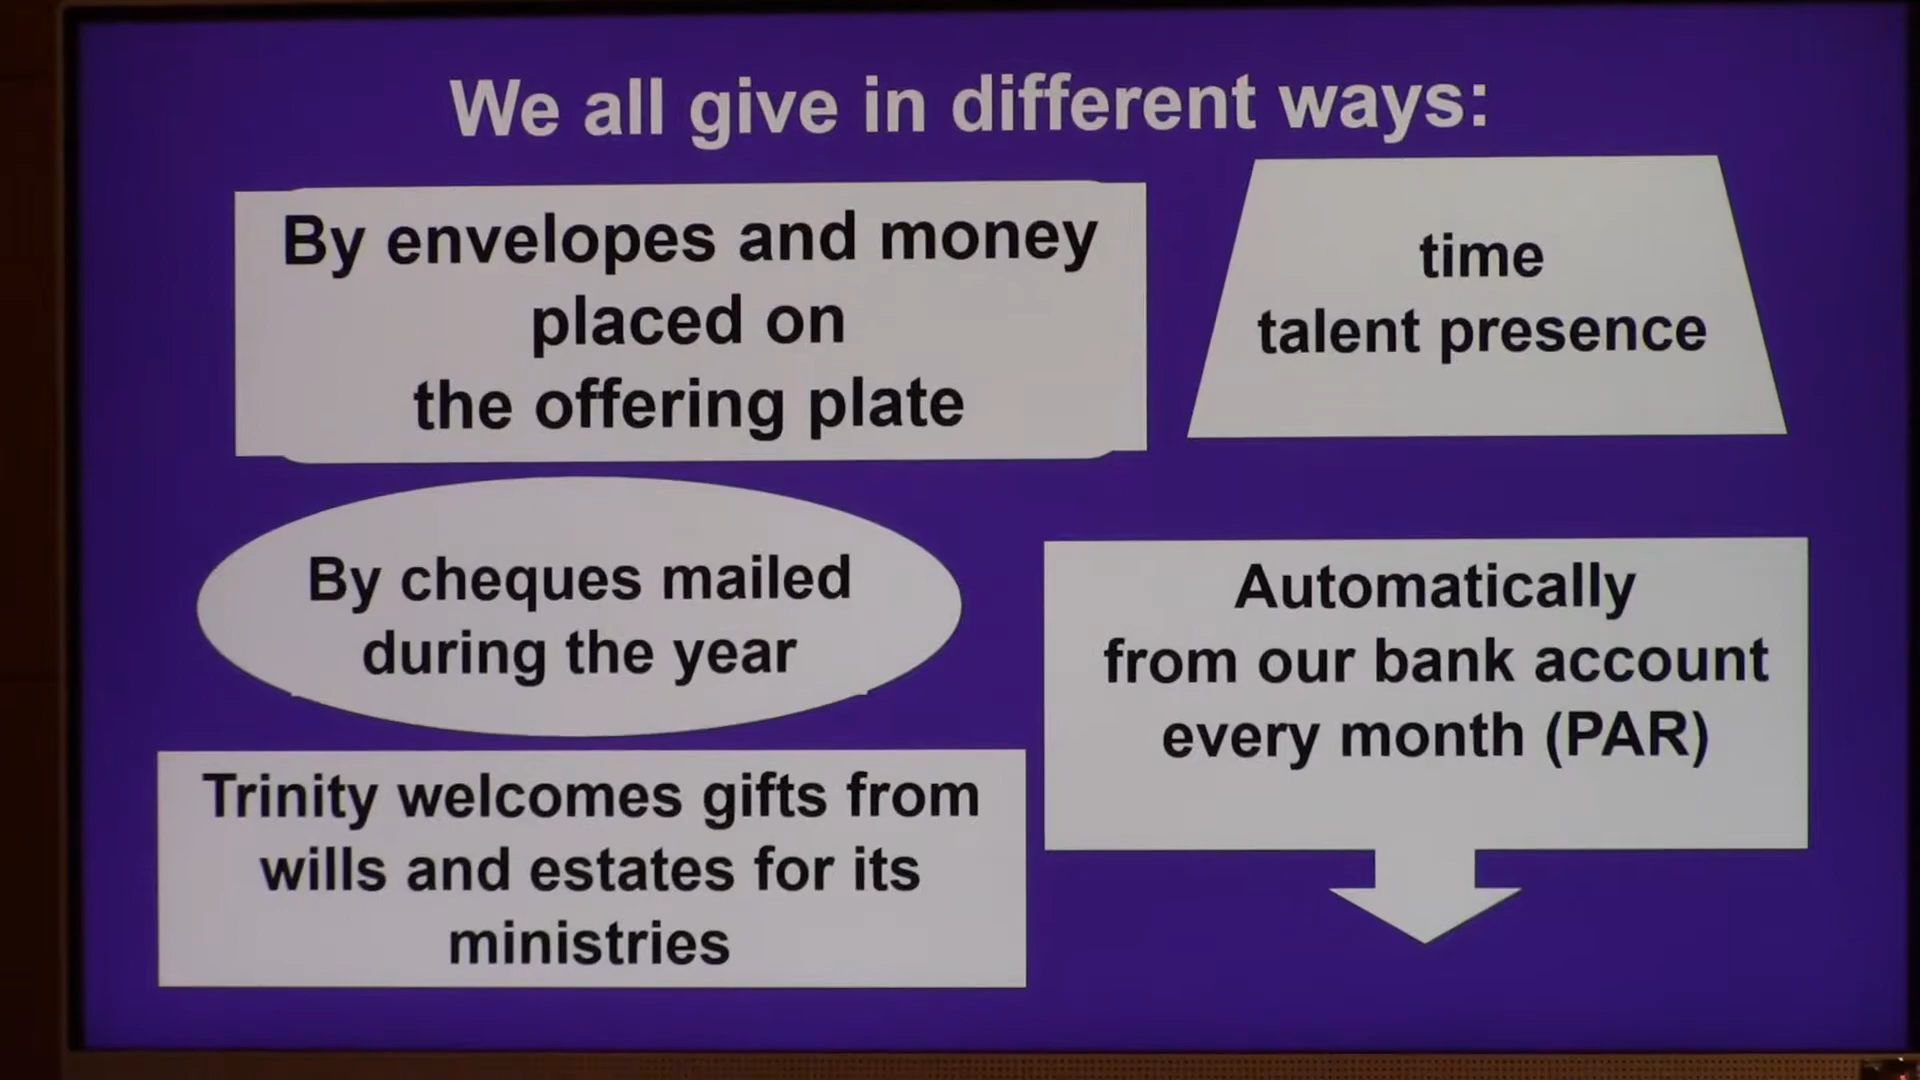 We all give in different ways:
By envelopes and money
placed on
the offering plate
time
talent presence
By cheques mailed
during the year
Automatically
from our bank account
every month (PAR)
Trinity welcomes gifts from
wills and estates for its
ministries